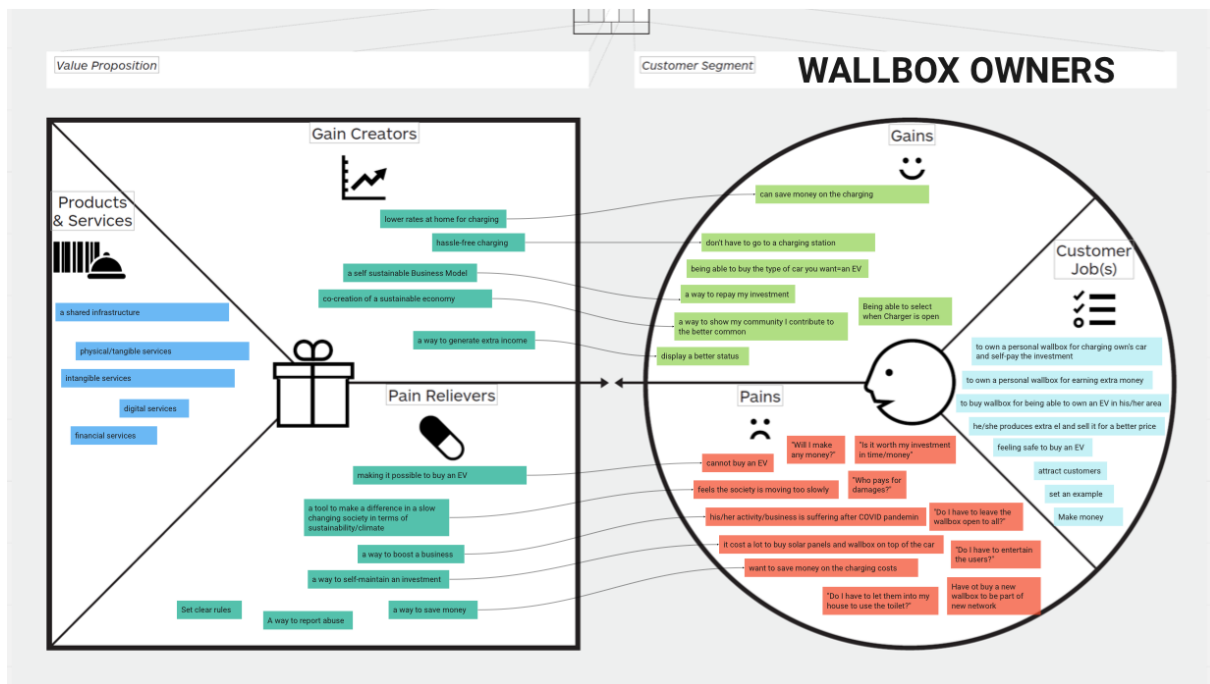 Value Proposition
Customer Segment
WALLBOX OWNERS
Gain Creators
Products
& Services
lower rates at home for charging
hassle-free charging
a self sustainable Business Model
co-creation of a sustainable economy
a way to generate extra income
a shared infrastructure
physical/tangible services
intangible services
digital services
financial services
Pain Relievers
making it possible to buy an EV
a tool to make a difference in a slow
changing society in terms of
sustainability/climate
a way to boost a business
a way to self-maintain an investment
a way to save money
Set clear rules
A way to report abuse
Gains
can save money on the charging
don't have to go to a charging station
being able to buy the type of car you want=an EV
a way to repay my investment
Being able to select
when Charger is open
a way to show my community I contribute to
the better common
display a better status
Customer
Job(s)
to own a personal wallbox for charging own's car
and self-pay the investment
to own a personal wallbox for earning extra money
to buy wallbox for being able to own an EV in his/her area
he/she produces extra el and sell it for a better price
feeling safe to buy an EV
attract customers
set an example
Make money
Pains
"Will I make
any money?"
"Is it worth my investment
in time/money"
cannot buy an EV
"Who pays for
damages?"
feels the society is moving too slowly
his/her activity/business is suffering after COVID pandemin
"Do I have to leave the
wallbox open to all?"
it cost a lot to buy solar panels and wallbox on top of the car
"Do I have to entertain
the users?"
want to save money on the charging costs
"Do I have to let them into my
house to use the toilet?"
Have ot buy a new
wallbox to be part of
new network